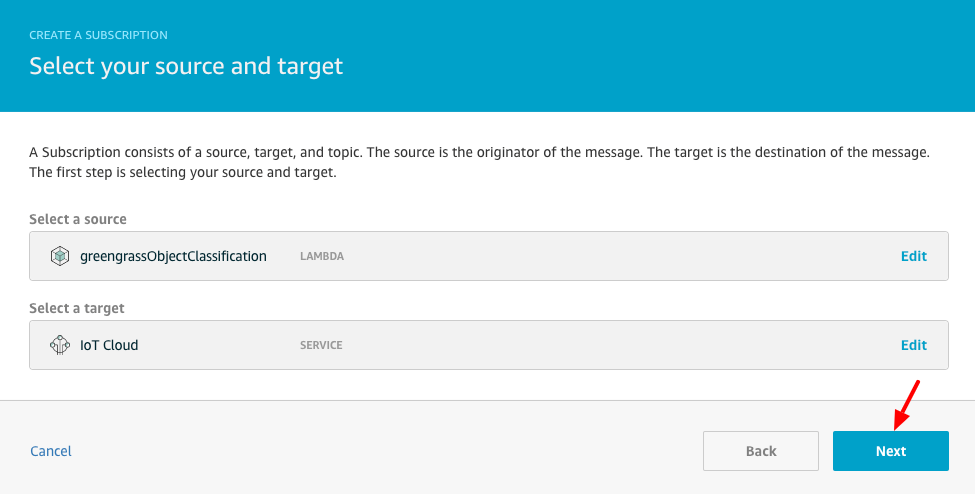 CREATE A SUBSCRIPTION
Select your source and target
A Subscription consists of a source, target, and topic. The source is the originator of the message. The target is the destination of the message.
The first step is selecting your source and target.
Select a source
greengrassObjectClassification LAMBDA Edit
Select a target
IoT Cloud SERVICE Edit
Cancel Back Next